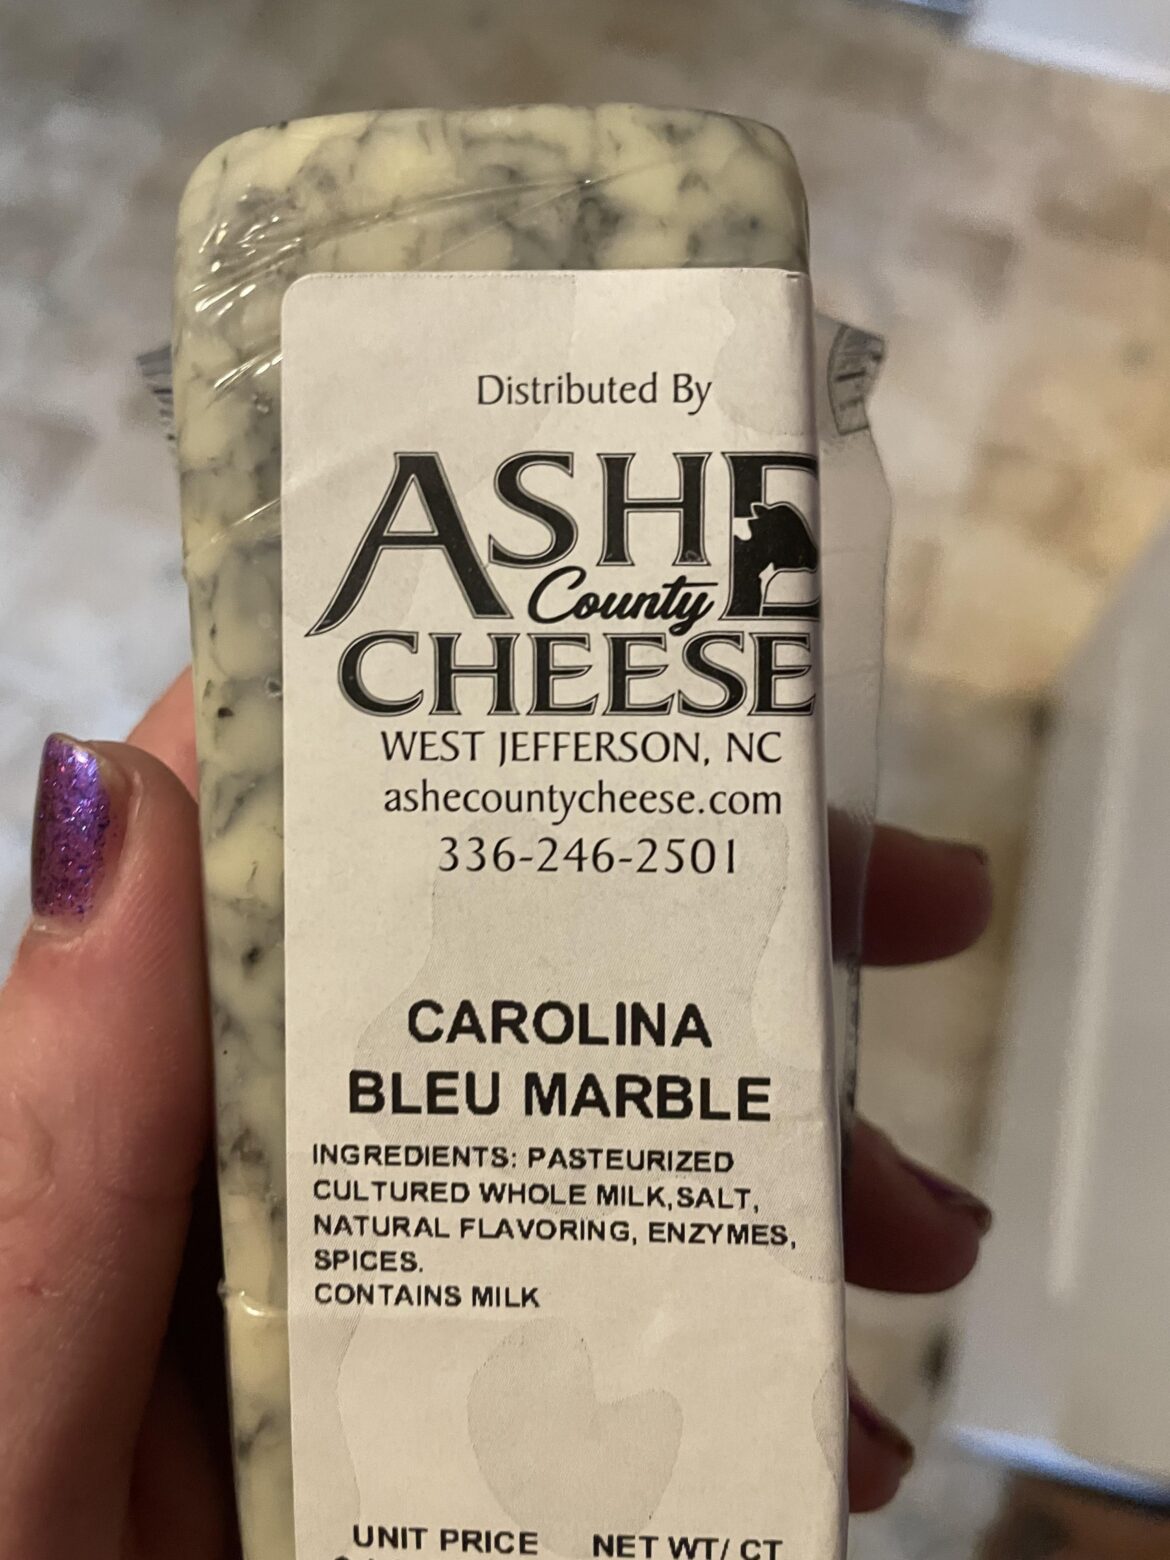 Distributed By
ASHE
County
CHEESE
WEST JEFFERSON, NC
ashecountycheese.com
336-246-2501
CAROLINA
BLEU MARBLE
INGREDIENTS: PASTEURIZED
CULTURED WHOLE MILK,SALT,
NATURAL FLAVORING, ENZYMES,
SPICES.
CONTAINS MILK
UNIT PRICE NET WT/ CT